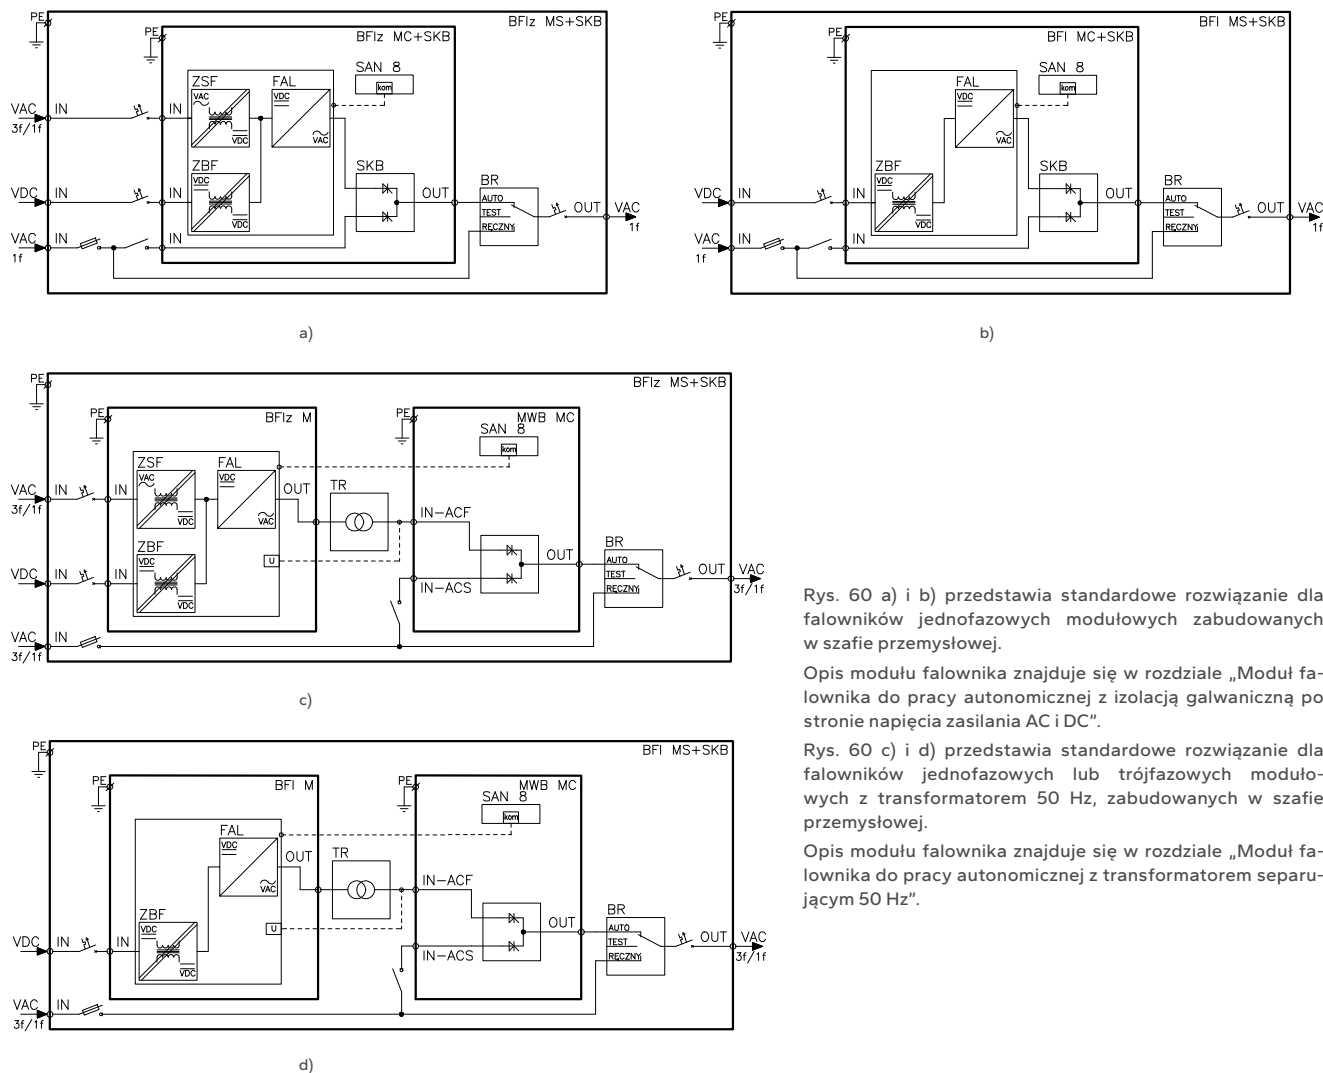 PE
BFIz MS+SKB
PE
BFIz MC+SKB
SAN 8
kom
ZSF
FAL
VAC
VDC
VDC
VAC
VAC IN
IN
3f/1f
ZBF
VDC
VDC
SKB
VDC IN
IN
OUT
BR
AUTO
TEST
RĘCZNY
OUT VAC
1f
VAC IN
IN
1f
a)
PE
BFI MS+SKB
PE
BFI MC+SKB
SAN 8
kom
FAL
VDC
VAC
ZBF
VDC
VDC
SKB
VDC IN
IN
OUT
BR
AUTO
TEST
RĘCZNY
OUT VAC
1f
VAC IN
IN
1f
b)
PE
BFIz MS+SKB
PE
BFIz M
PE
MWB MC
SAN 8
kom
ZSF
FAL
VAC
VDC
VDC
VAC
VAC IN
IN
3f/1f
OUT
TR
IN-ACF
ZBF
VDC
VDC
U
VDC IN
IN
IN-ACS
OUT
BR
AUTO
TEST
RĘCZNY
OUT VAC
3f/1f
VAC IN
3f/1f
c)
PE
BFI MS+SKB
PE
BFI M
PE
MWB MC
SAN 8
kom
FAL
VDC
VAC
OUT
TR
IN-ACF
ZBF
VDC
VDC
U
VDC IN
IN
IN-ACS
OUT
BR
AUTO
TEST
RĘCZNY
OUT VAC
3f/1f
VAC IN
3f/1f
d)
Rys. 60 a) i b) przedstawia standardowe rozwiązanie dla
falowników jednofazowych modułowych zabudowanych
w szafie przemysłowej.
Opis modułu falownika znajduje się w rozdziale „Moduł fa-
lownika do pracy autonomicznej z izolacją galwaniczną po
stronie napięcia zasilania AC i DC”.
Rys. 60 c) i d) przedstawia standardowe rozwiązanie dla
falowników jednofazowych lub trójfazowych moduło-
wych z transformatorem 50 Hz, zabudowanych w szafie
przemysłowej.
Opis modułu falownika znajduje się w rozdziale „Moduł fa-
lownika do pracy autonomicznej z transformatorem separu-
jącym 50 Hz”.